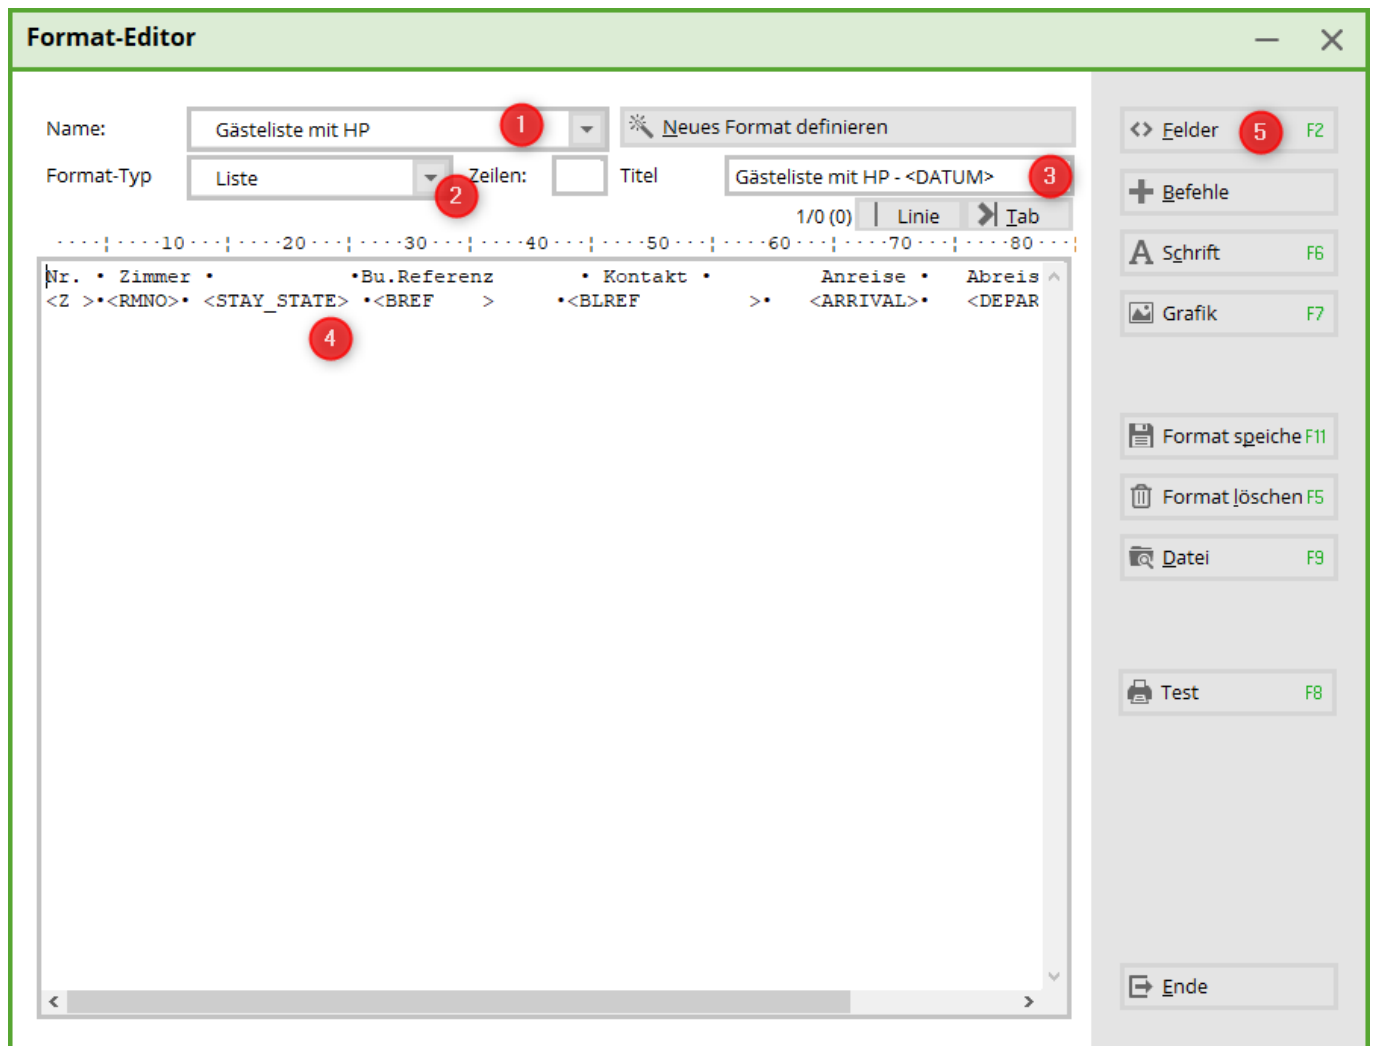 Format-Editor
Name: Gästeliste mit HP 1 Neues Format definieren
Format-Typ Liste 2 Zeilen: Titel Gästeliste mit HP - <DATUM> 3
1/0 (0) Linie Tab
····¦····10···¦····20···¦····30···¦····40···¦····50···¦····60···¦····70···¦····80···¦
Nr. • Zimmer • •Bu.Referenz • Kontakt • Anreise • Abreis
<Z >•<RMNO>• <STAY_STATE> •<BREF > •<BLREF >• <ARRIVAL>• <DEPAR
4
Felder 5 F2
Befehle
Schrift F6
Grafik F7
Format speiche F11
Format löschen F5
Datei F9
Test F8
Ende